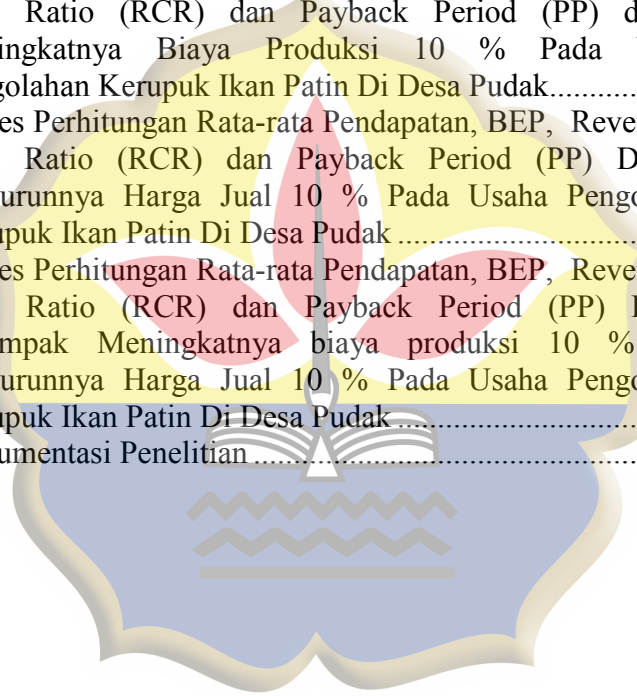 Ratio (RCR) dan Payback Period (PP) d
ingkatnya Biaya Produksi 10 % Pada
golahan Kerupuk Ikan Patin Di Desa Pudak............
es Perhitungan Rata-rata Pendapatan, BEP, Reve
Ratio (RCR) dan Payback Period (PP) D
urunnya Harga Jual 10 % Pada Usaha Pengo
upuk Ikan Patin Di Desa Pudak ...............................
es Perhitungan Rata-rata Pendapatan, BEP, Reve
Ratio (RCR) dan Payback Period (PP)
mpak Meningkatnya biaya produksi 10 %
urunnya Harga Jual 10 % Pada Usaha Pengo
upuk Ikan Patin Di Desa Pudak ...............................
umentasi Penelitian ..................................................